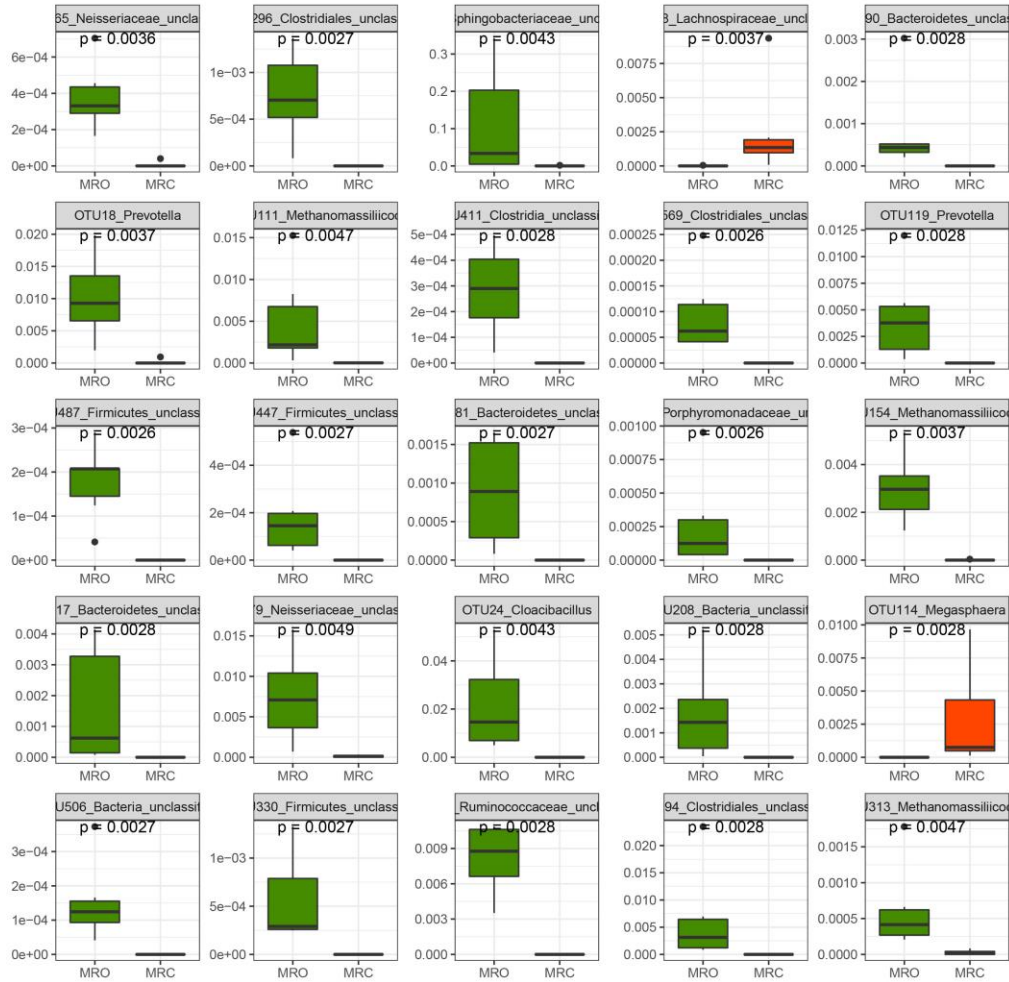 65_Neisseriaceae_unclas 296_Clostridiales_unclassi phingobacteriaceae_unc 3_Lachnospiraceae_uncl 90_Bacteroidetes_unclas
p = 0.0036 p = 0.0027 p = 0.0043 p = 0.0037 p = 0.0028
6e-04 4e-04 2e-04 0e+00 1e-03 5e-04 0e+00 0.3 0.2 0.1 0.0 0.0075 0.0050 0.0025 0.0000 0.003 0.002 0.001 0.000
MRO MRC MRO MRC MRO MRC MRO MRC MRO MRC
OTU18_Prevotella U111_Methanomassiliicoc U411_Clostridia_unclassi 569_Clostridiales_unclas OTU119_Prevotella
p = 0.0037 p = 0.0047 p = 0.0028 p = 0.0026 p = 0.0028
0.020 0.015 0.010 0.005 0.000 0.015 0.010 0.005 0.000 5e-04 4e-04 3e-04 2e-04 1e-04 0e+00 0.00025 0.00020 0.00015 0.00010 0.00005 0.00000 0.0125 0.0100 0.0075 0.0050 0.0025 0.0000
MRO MRC MRO MRC MRO MRC MRO MRC MRO MRC
J487_Firmicutes_unclass U447_Firmicutes_unclass 81_Bacteroidetes_unclas Porphyromonadaceae_u J154_Methanomassiliicoc
p = 0.0026 p = 0.0027 p = 0.0027 p = 0.0026 p = 0.0037
3e-04 2e-04 1e-04 0e+00 4e-04 2e-04 0e+00 0.0015 0.0010 0.0005 0.0000 0.00100 0.00075 0.00050 0.00025 0.00000 0.004 0.002 0.000
MRO MRC MRO MRC MRO MRC MRO MRC MRO MRC
17_Bacteroidetes_unclas 79_Neisseriaceae_unclas OTU24_Cloacibacillus U208_Bacteria_unclassif OTU114_Megasphaera
p = 0.0028 p = 0.0049 p = 0.0043 p = 0.0028 p = 0.0028
0.004 0.003 0.002 0.001 0.000 0.015 0.010 0.005 0.000 0.04 0.02 0.00 0.005 0.004 0.003 0.002 0.001 0.000 0.0100 0.0075 0.0050 0.0025 0.0000
MRO MRC MRO MRC MRO MRC MRO MRC MRO MRC
U506_Bacteria_unclassif J330_Firmicutes_unclass _Ruminococcaceae_uncl 94_Clostridiales_unclass J313_Methanomassiliicoc
p = 0.0027 p = 0.0027 p = 0.0028 p = 0.0028 p = 0.0047
3e-04 2e-04 1e-04 0e+00 1e-03 5e-04 0e+00 0.009 0.006 0.003 0.000 0.020 0.015 0.010 0.005 0.000 0.0015 0.0010 0.0005 0.0000
MRO MRC MRO MRC MRO MRC MRO MRC MRO MRC